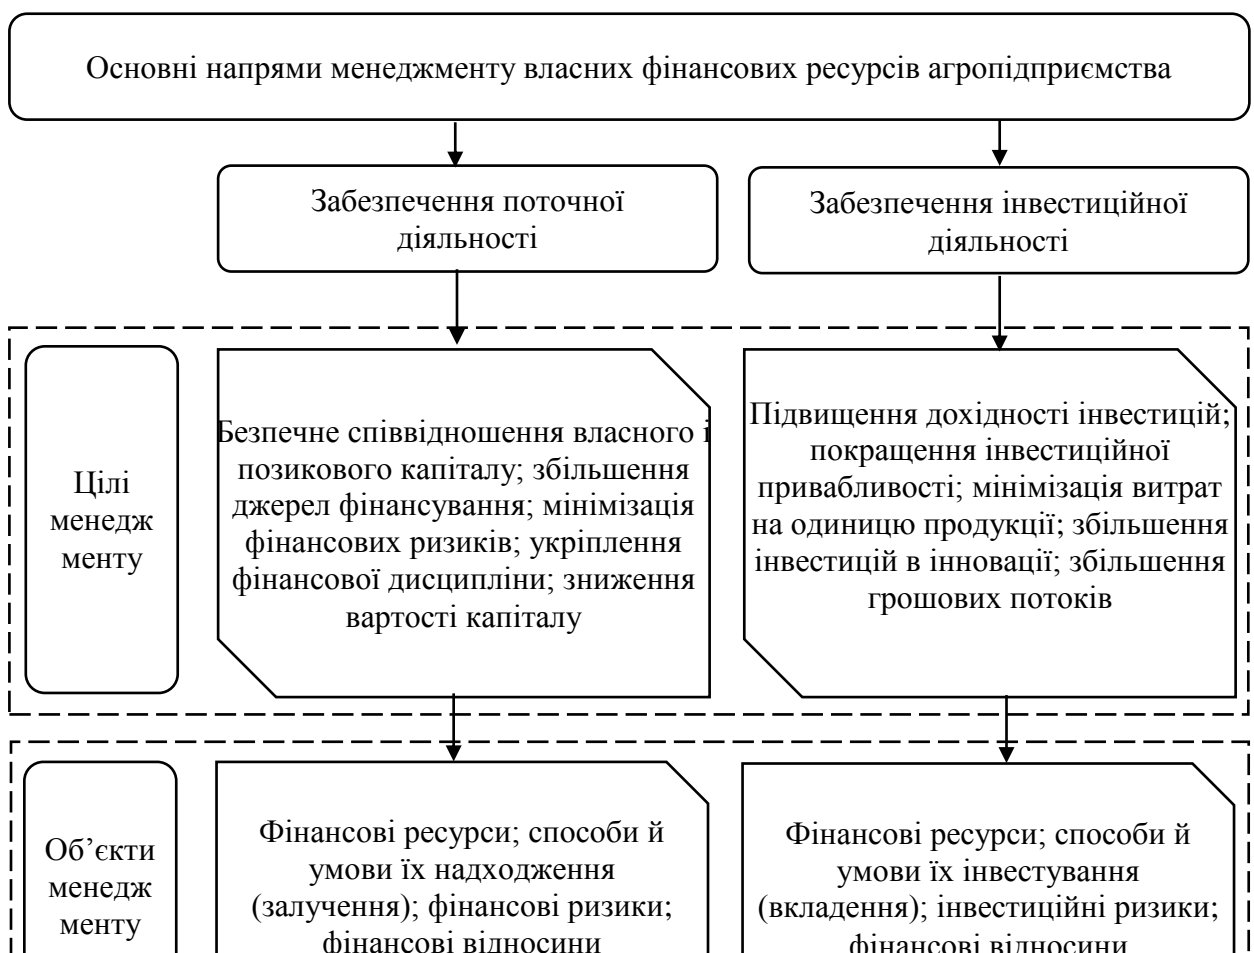 Основні напрями менеджменту власних фінансових ресурсів агропідприємства
Забезпечення поточної
діяльності
Забезпечення інвестиційної
діяльності
Цілі
менедж
менту
Безпечне співвідношення власного і
позикового капіталу; збільшення
джерел фінансування; мінімізація
фінансових ризиків; укріплення
фінансової дисципліни; зниження
вартості капіталу
Підвищення дохідності інвестицій;
покращення інвестиційної
привабливості; мінімізація витрат
на одиницю продукції; збільшення
інвестицій в інновації; збільшення
грошових потоків
Об’єкти
менедж
менту
Фінансові ресурси; способи й
умови їх надходження
(залучення); фінансові ризики;
фінансові відносини
Фінансові ресурси; способи й
умови їх інвестування
(вкладення); інвестиційні ризики;
фінансові відносини